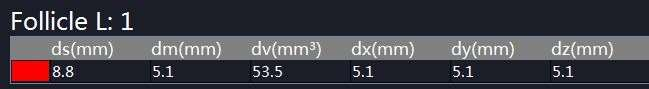 Follicle L: 1
ds(mm) dm(mm) dv(mm³) dx(mm) dy(mm) dz(mm)
8.8 5.1 53.5 5.1 5.1 5.1